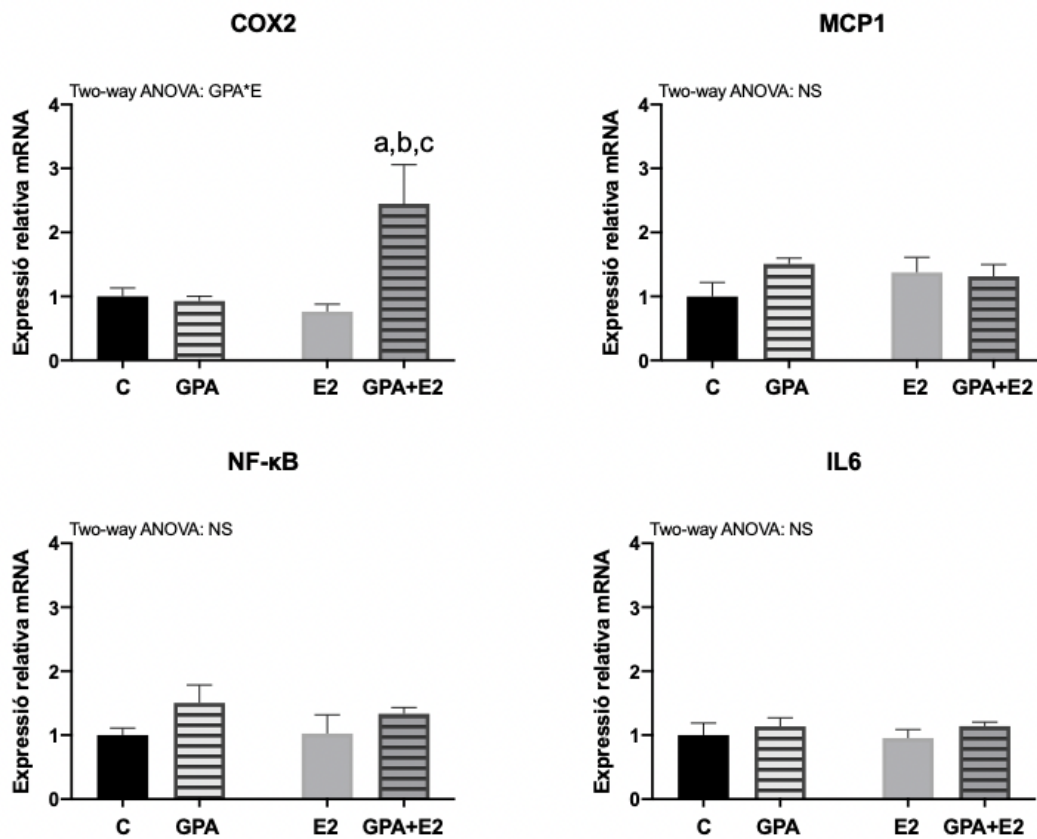 COX2
Two-way ANOVA: GPA*E
Expressió relativa mRNA
4
3
2
1
0
a,b,c
C GPA E2 GPA+E2
MCP1
Two-way ANOVA: NS
Expressió relativa mRNA
4
3
2
1
0
C GPA E2 GPA+E2
NF-κB
Two-way ANOVA: NS
Expressió relativa mRNA
4
3
2
1
0
C GPA E2 GPA+E2
IL6
Two-way ANOVA: NS
Expressió relativa mRNA
4
3
2
1
0
C GPA E2 GPA+E2